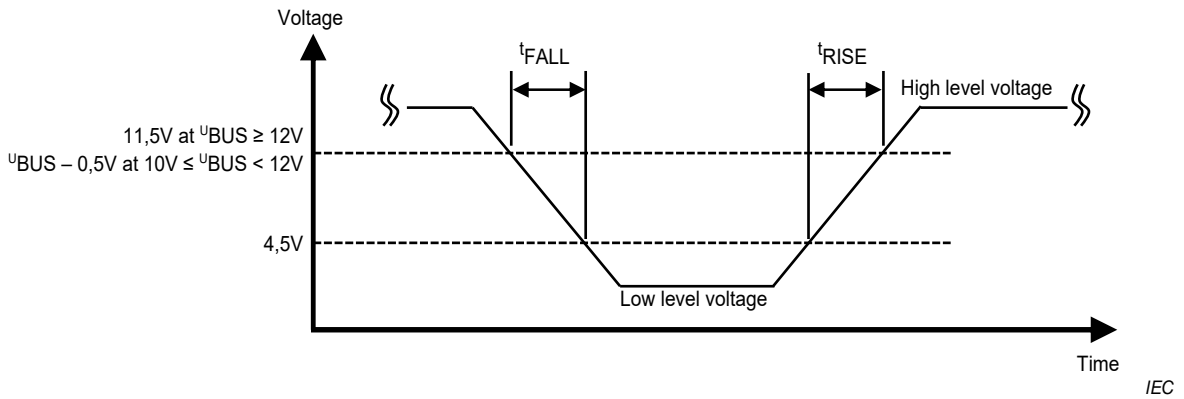 Voltage
tFALL
tRISE
High level voltage
11,5V at UBUS ≥ 12V
UBUS – 0,5V at 10V ≤ UBUS < 12V
4,5V
Low level voltage
Time
IEC